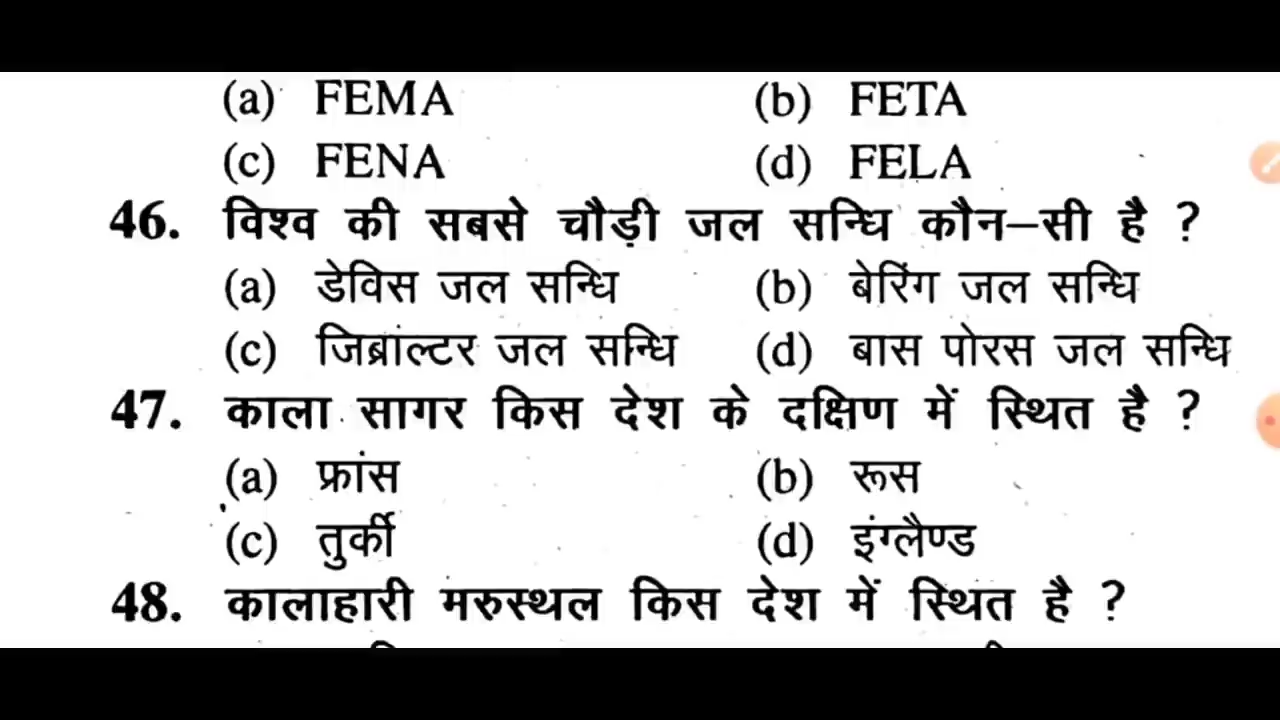 (a) FEMA (b) FETA
(c) FENA (d) FELA
46. विश्व की सबसे चौड़ी जल सन्धि कौन–सी है ?
(a) डेविस जल सन्धि (b) बेरिंग जल सन्धि
(c) जिब्रांल्टर जल सन्धि (d) बास पोरस जल सन्धि
47. काला सागर किस देश के दक्षिण में स्थित है ?
(a) फ्रांस (b) रूस
(c) तुर्की (d) इंग्लैण्ड
48. कालाहारी मरुस्थल किस देश में स्थित है ?